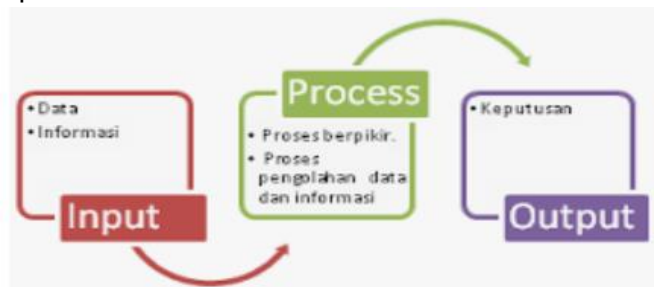 • Data
• Informasi
Input
Process
• Proses berpikir.
• Proses
pengolahan data
dan informasi
• Keputusan
Output